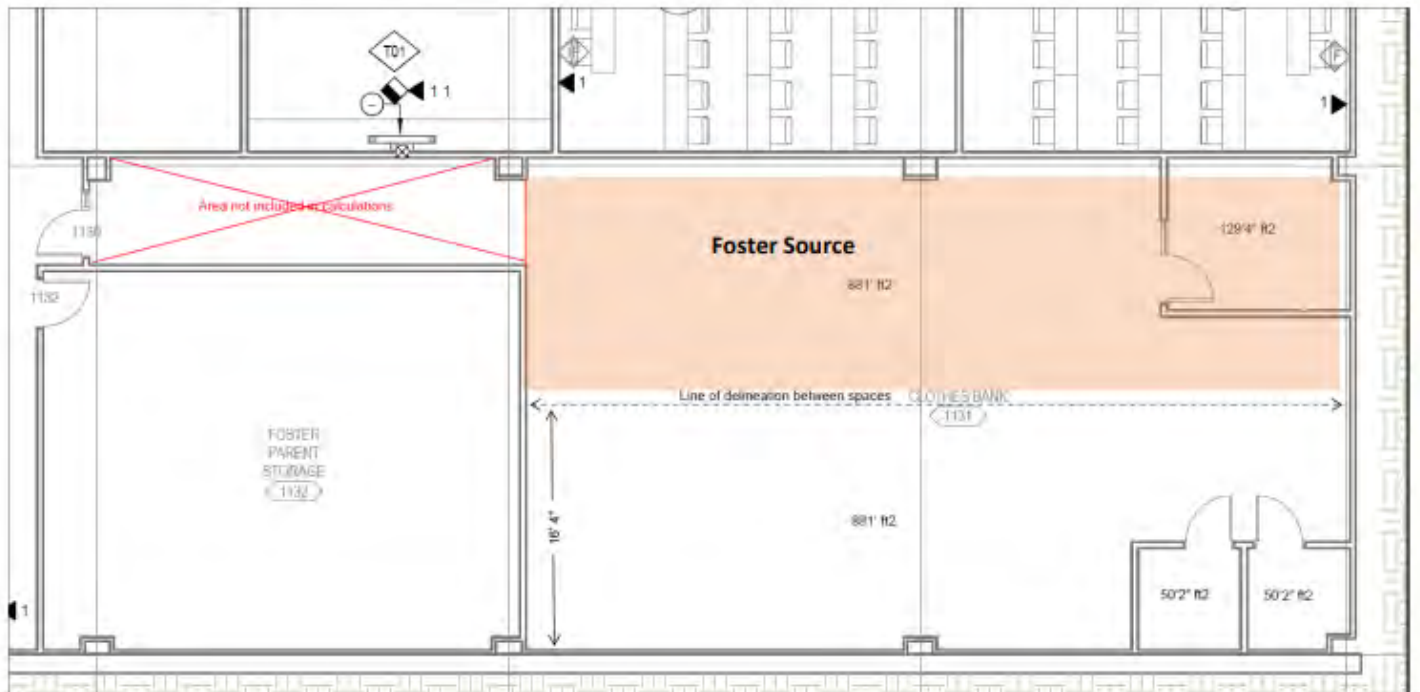 T01
1 1
1
1
F
Area not included in calculations
1130
Foster Source
129'4" ft2
881' ft2
1132
Line of delineation between spaces
CLOTHES BANK
1131
FOSTER
PARENT
STORAGE
1132
16' 4"
881' ft2
50'2" ft2
50'2" ft2
1